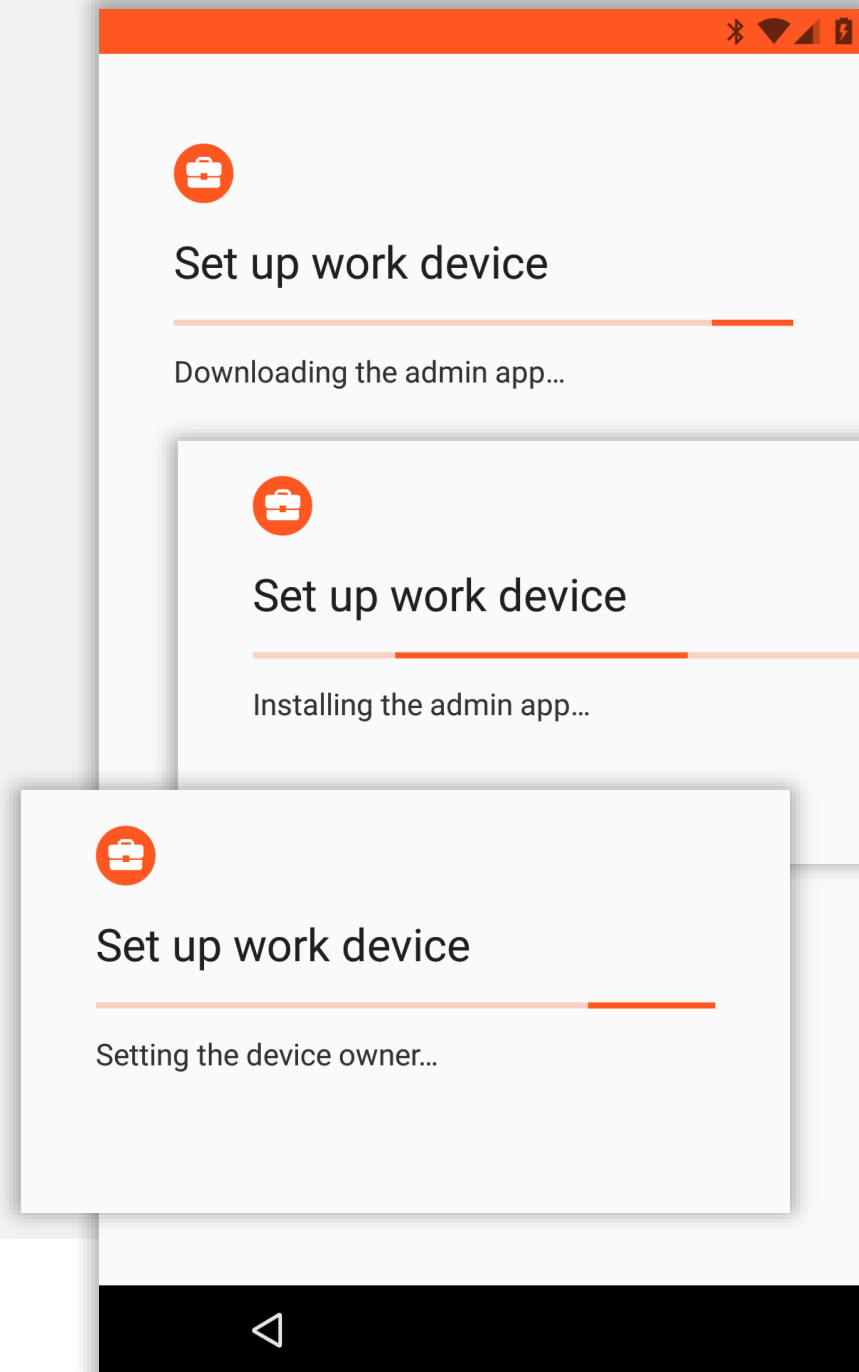 Set up work device
Downloading the admin app…
Set up work device
Installing the admin app…
Set up work device
Setting the device owner…